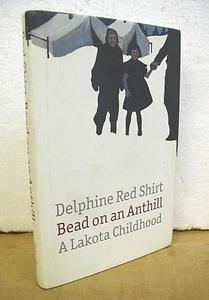 Delphine Red Shirt
Bead on an Anthill
A Lakota Childhood